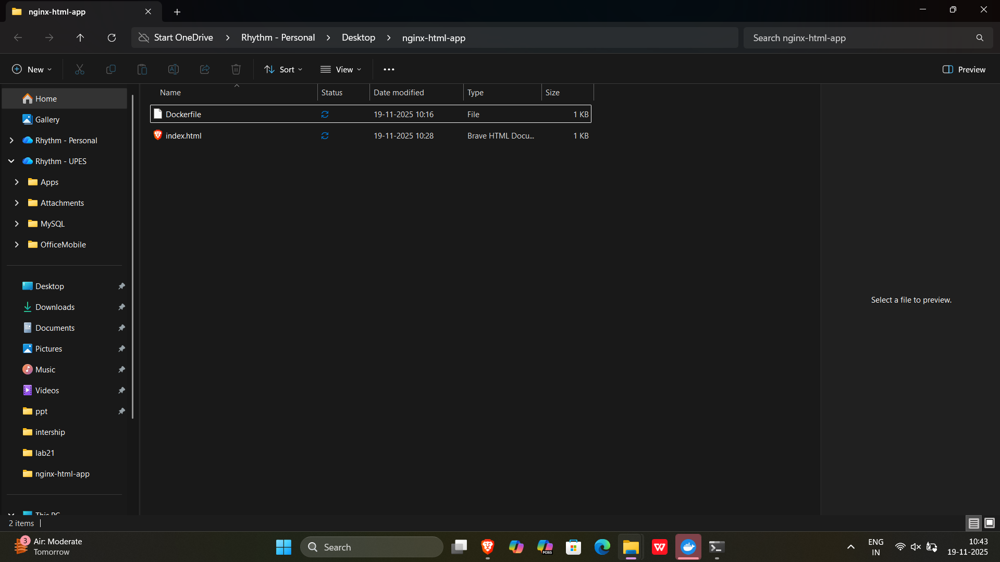 nginx-html-app
Start OneDrive > Rhythm - Personal > Desktop > nginx-html-app
Search nginx-html-app
New
Sort
View
Preview
Name Status Date modified Type Size
Dockerfile 19-11-2025 10:16 File 1 KB
index.html 19-11-2025 10:28 Brave HTML Docu... 1 KB
Home
Gallery
Rhythm - Personal
Rhythm - UPES
Apps
Attachments
MySQL
OfficeMobile
Desktop
Downloads
Documents
Pictures
Music
Videos
ppt
intership
lab21
nginx-html-app
This PC
Select a file to preview.
2 items
3
Air: Moderate
Tomorrow
Search
M365
W
ENG
IN
10:43
19-11-2025